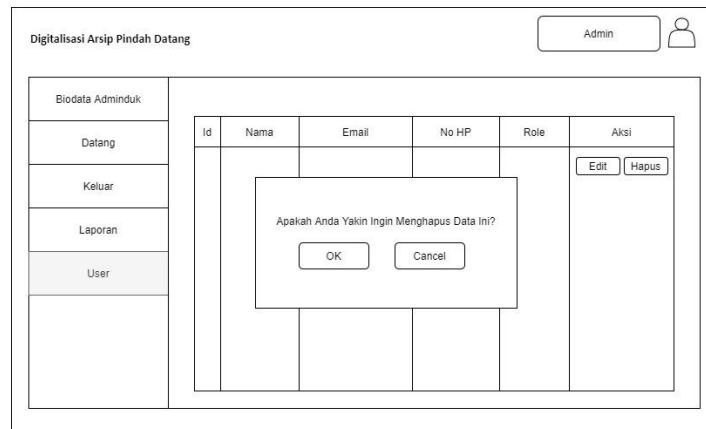 Digitalisasi Arsip Pindah Datang
Admin
Biodata Adminduk
Datang
Keluar
Laporan
User
Id Nama Email No HP Role Aksi
Edit Hapus
Apakah Anda Yakin Ingin Menghapus Data Ini?
OK Cancel